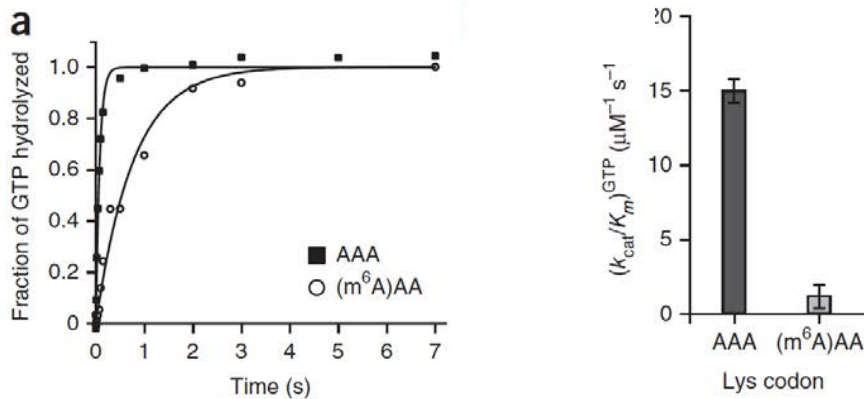 a
Fraction of GTP hydrolyzed
1.0
0.8
0.6
0.4
0.2
0
AAA
(m⁶A)AA
0 1 2 3 4 5 6 7
Time (s)
(kcat/Km)ᴳᵀᴾ (μM⁻¹ s⁻¹)
20
15
10
5
0
AAA (m⁶A)AA
Lys codon